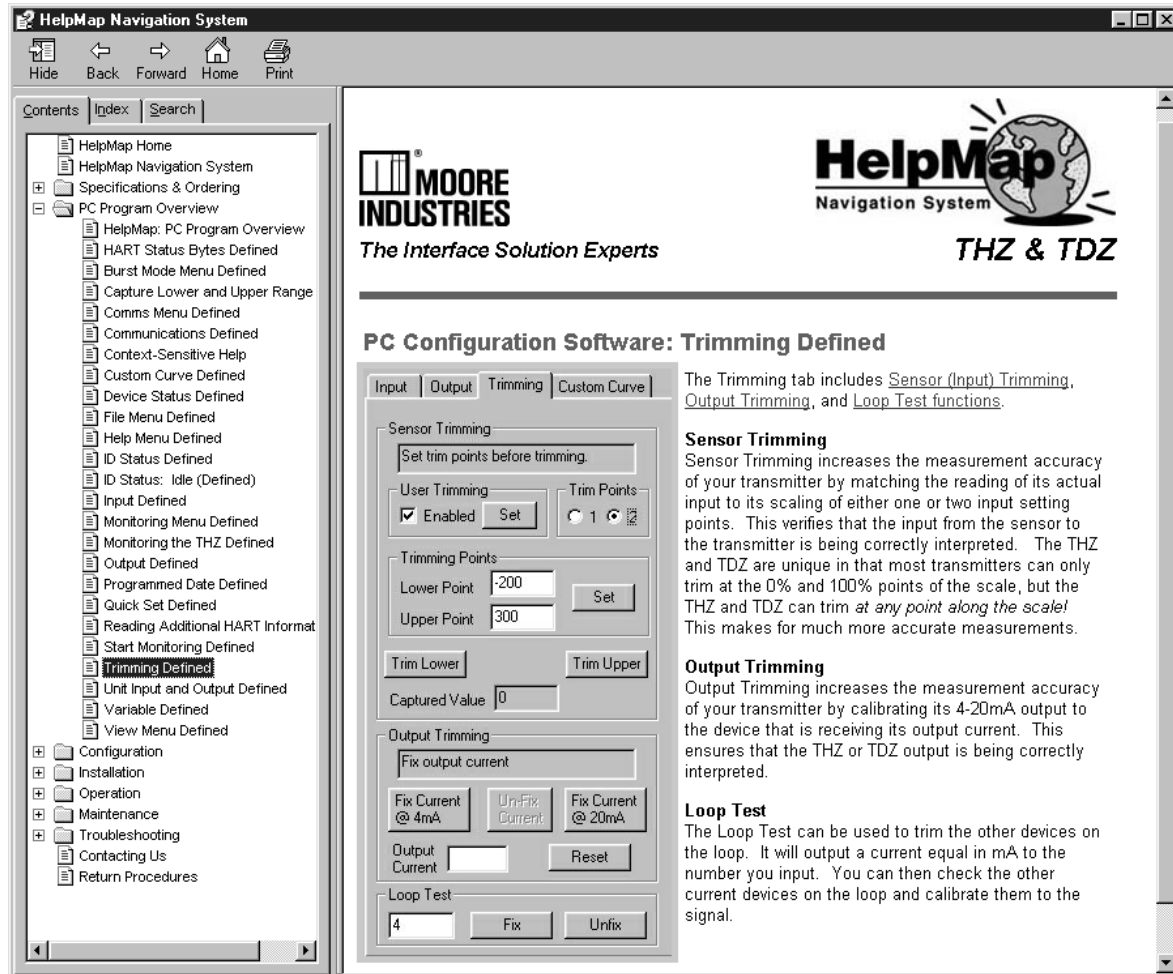 HelpMap Navigation System
Hide Back Forward Home Print
Contents Index Search
HelpMap Home
HelpMap Navigation System
Specifications & Ordering
PC Program Overview
HelpMap: PC Program Overview
HART Status Bytes Defined
Burst Mode Menu Defined
Capture Lower and Upper Range
Comms Menu Defined
Communications Defined
Context-Sensitive Help
Custom Curve Defined
Device Status Defined
File Menu Defined
Help Menu Defined
ID Status Defined
ID Status: Idle (Defined)
Input Defined
Monitoring Menu Defined
Monitoring the THZ Defined
Output Defined
Programmed Date Defined
Quick Set Defined
Reading Additional HART Informat
Start Monitoring Defined
Trimming Defined
Unit Input and Output Defined
Variable Defined
View Menu Defined
Configuration
Installation
Operation
Maintenance
Troubleshooting
Contacting Us
Return Procedures
MOORE ®
INDUSTRIES
The Interface Solution Experts
HelpMap
Navigation System
THZ & TDZ
PC Configuration Software: Trimming Defined
Input Output Trimming Custom Curve
Sensor Trimming
Set trim points before trimming.
User Trimming
Enabled Set
Trim Points
1 2
Trimming Points
Lower Point -200
Upper Point 300
Set
Trim Lower Trim Upper
Captured Value 0
Output Trimming
Fix output current
Fix Current @ 4mA
Un-Fix Current
Fix Current @ 20mA
Output Current
Reset
Loop Test
4 Fix Unfix
The Trimming tab includes Sensor (Input) Trimming,
Output Trimming, and Loop Test functions.
Sensor Trimming
Sensor Trimming increases the measurement accuracy
of your transmitter by matching the reading of its actual
input to its scaling of either one or two input setting
points. This verifies that the input from the sensor to
the transmitter is being correctly interpreted. The THZ
and TDZ are unique in that most transmitters can only
trim at the 0% and 100% points of the scale, but the
THZ and TDZ can trim at any point along the scale!
This makes for much more accurate measurements.
Output Trimming
Output Trimming increases the measurement accuracy
of your transmitter by calibrating its 4-20mA output to
the device that is receiving its output current. This
ensures that the THZ or TDZ output is being correctly
interpreted.
Loop Test
The Loop Test can be used to trim the other devices on
the loop. It will output a current equal in mA to the
number you input. You can then check the other
current devices on the loop and calibrate them to the
signal.